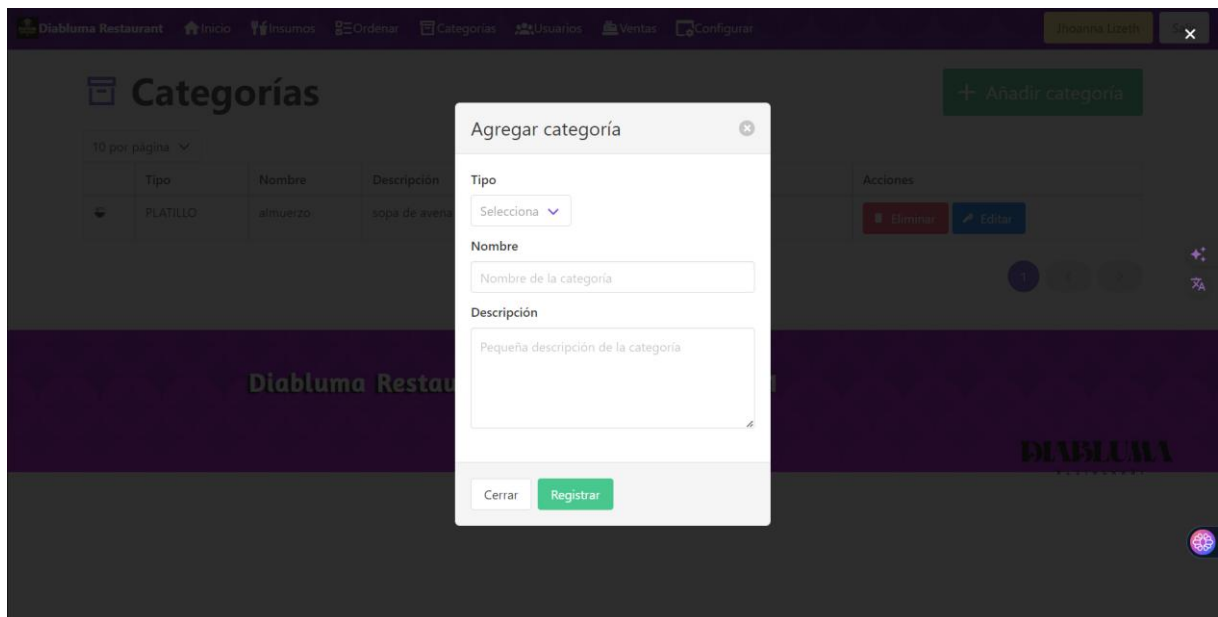 Diabluma Restaurant Inicio Insumos Ordenar Categorías Usuarios Ventas Configurar Jhoanna Lizeth
Categorías
+ Añadir categoría
10 por página
Tipo Nombre Descripción Acciones
PLATILLO almuerzo sopa de avena Eliminar Editar
1
Agregar categoría
Tipo
Selecciona
Nombre
Nombre de la categoría
Descripción
Pequeña descripción de la categoría
Cerrar Registrar
Diabluma Restau
DIABLUMA